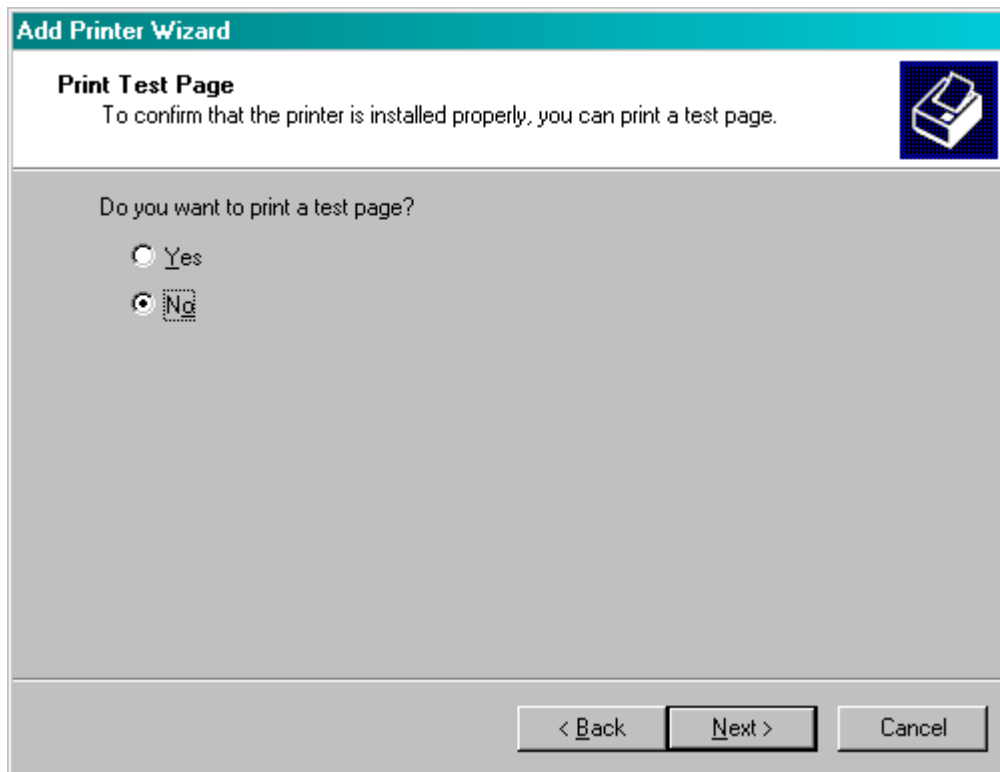 Add Printer Wizard
Print Test Page
To confirm that the printer is installed properly, you can print a test page.
Do you want to print a test page?
Yes
No
< Back Next > Cancel